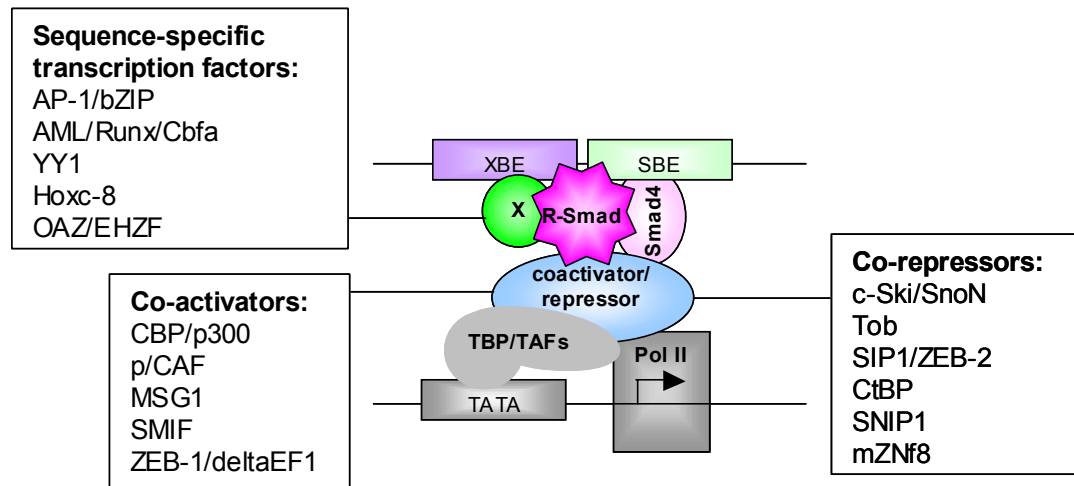 Sequence-specific
transcription factors:
AP-1/bZIP
AML/Runx/Cbfa
YY1
Hoxc-8
OAZ/EHZF
XBE
SBE
X
R-Smad
Smad4
coactivator/
repressor
TBP/TAFs
Pol II
TATA
Co-activators:
CBP/p300
p/CAF
MSG1
SMIF
ZEB-1/deltaEF1
Co-repressors:
c-Ski/SnoN
Tob
SIP1/ZEB-2
CtBP
SNIP1
mZNf8